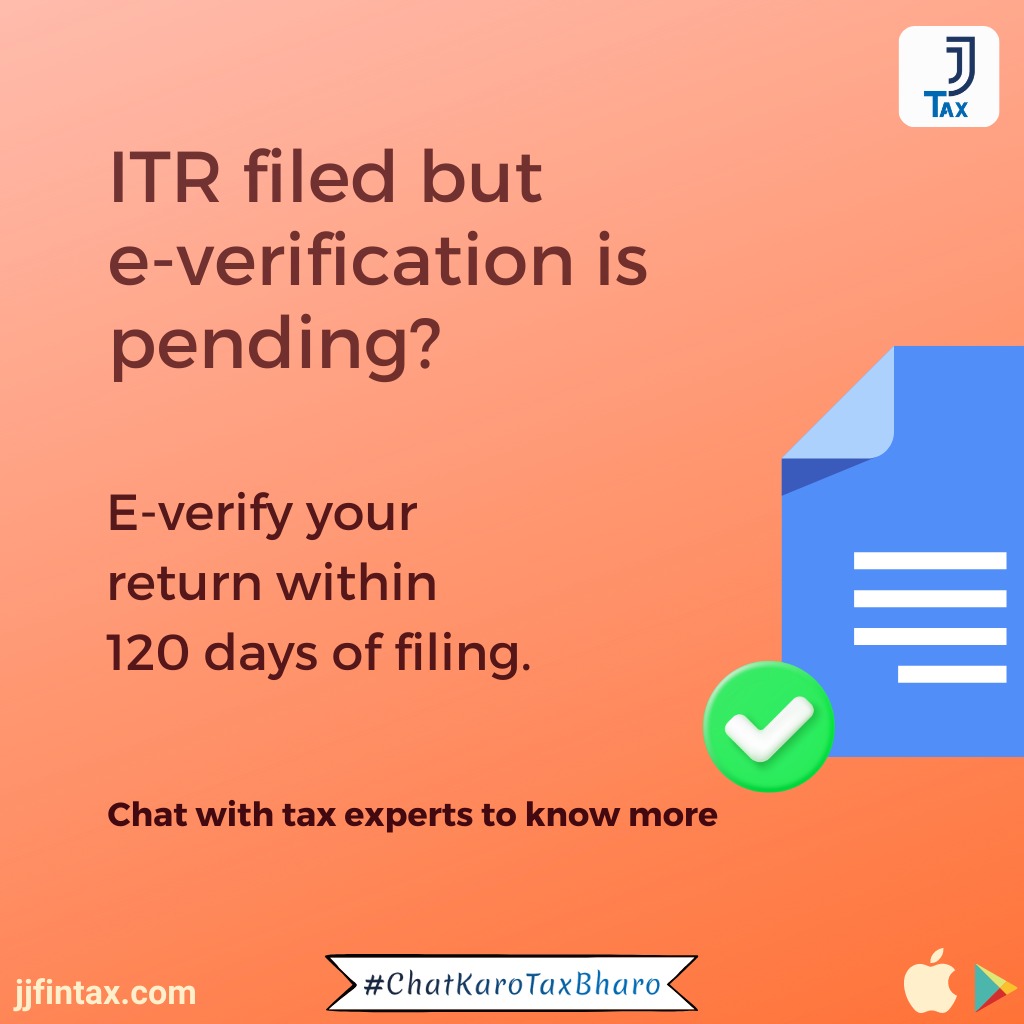 J
TAX
ITR filed but
e-verification is
pending?
E-verify your
return within
120 days of filing.
Chat with tax experts to know more
jjfintax.com
#ChatKaroTaxBharo